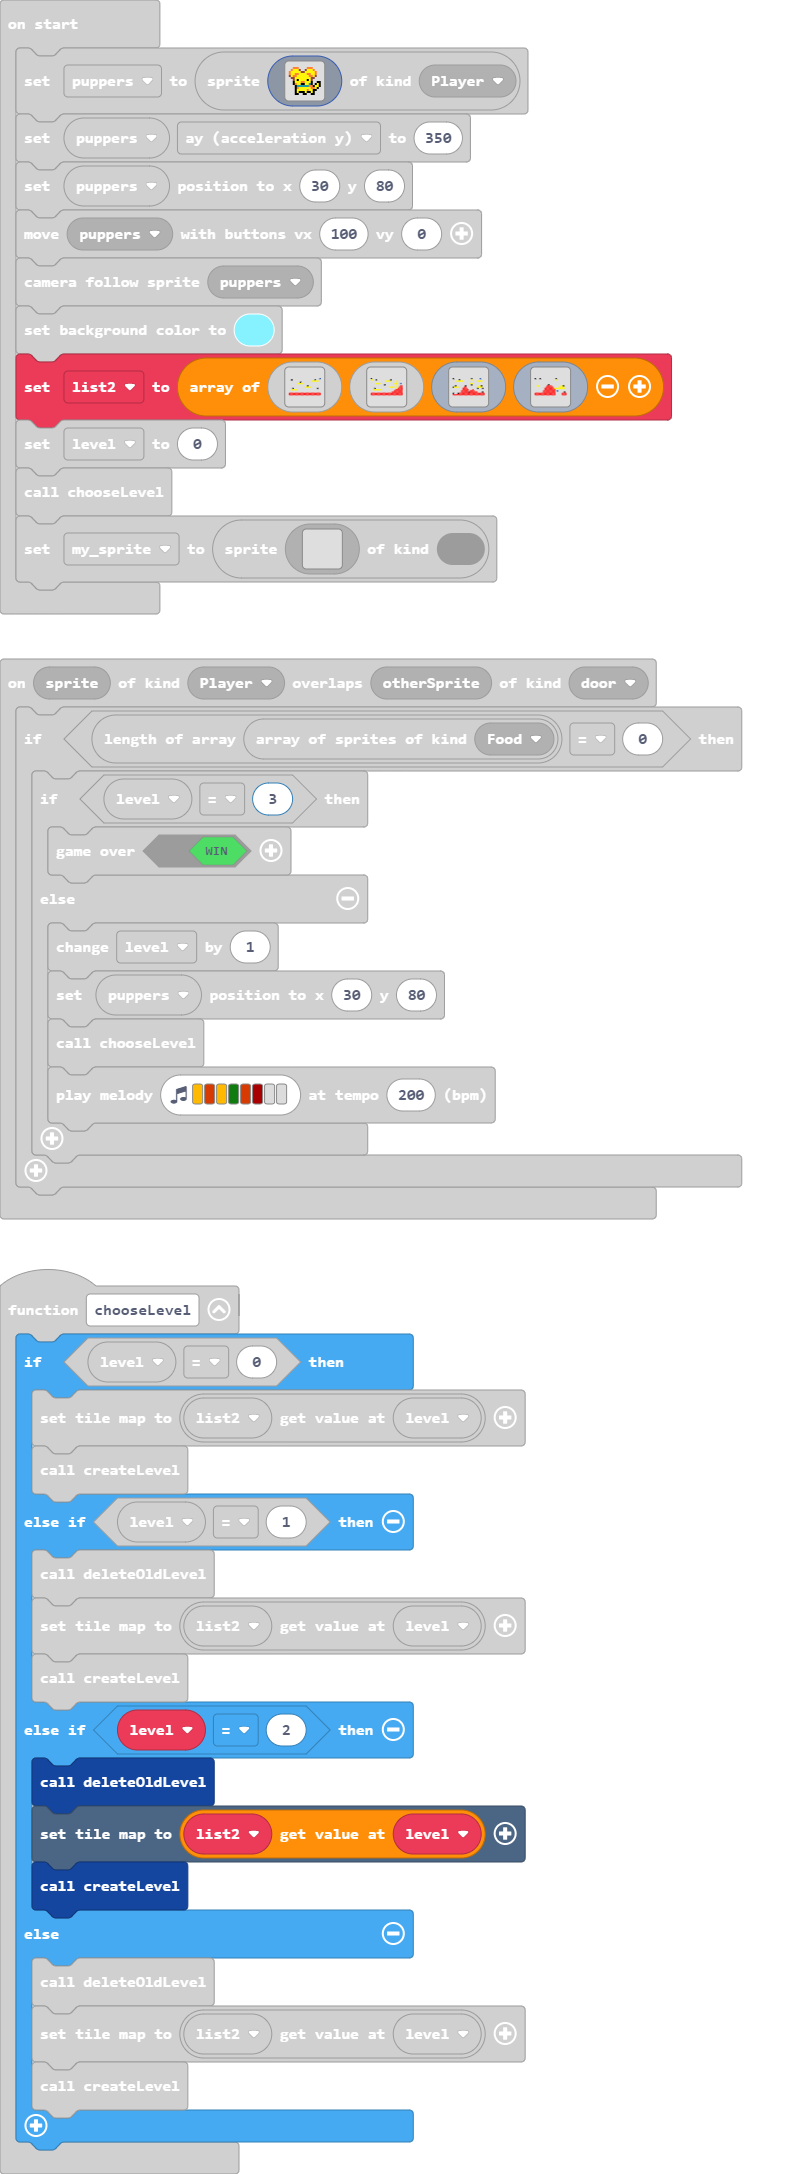 on start
set puppers to sprite of kind Player
set puppers ay (acceleration y) to 350
set puppers position to x 30 y 80
move puppers with buttons vx 100 vy 0
camera follow sprite puppers
set background color to
set list2 to array of
set level to 0
call chooseLevel
set my_sprite to sprite of kind
on sprite of kind Player overlaps otherSprite of kind door
if length of array array of sprites of kind Food = 0 then
if level = 3 then
game over WIN
else
change level by 1
set puppers position to x 30 y 80
call chooseLevel
play melody at tempo 200 (bpm)
function chooseLevel
if level = 0 then
set tile map to list2 get value at level
call createLevel
else if level = 1 then
call deleteOldLevel
set tile map to list2 get value at level
call createLevel
else if level = 2 then
call deleteOldLevel
set tile map to list2 get value at level
call createLevel
else
call deleteOldLevel
set tile map to list2 get value at level
call createLevel